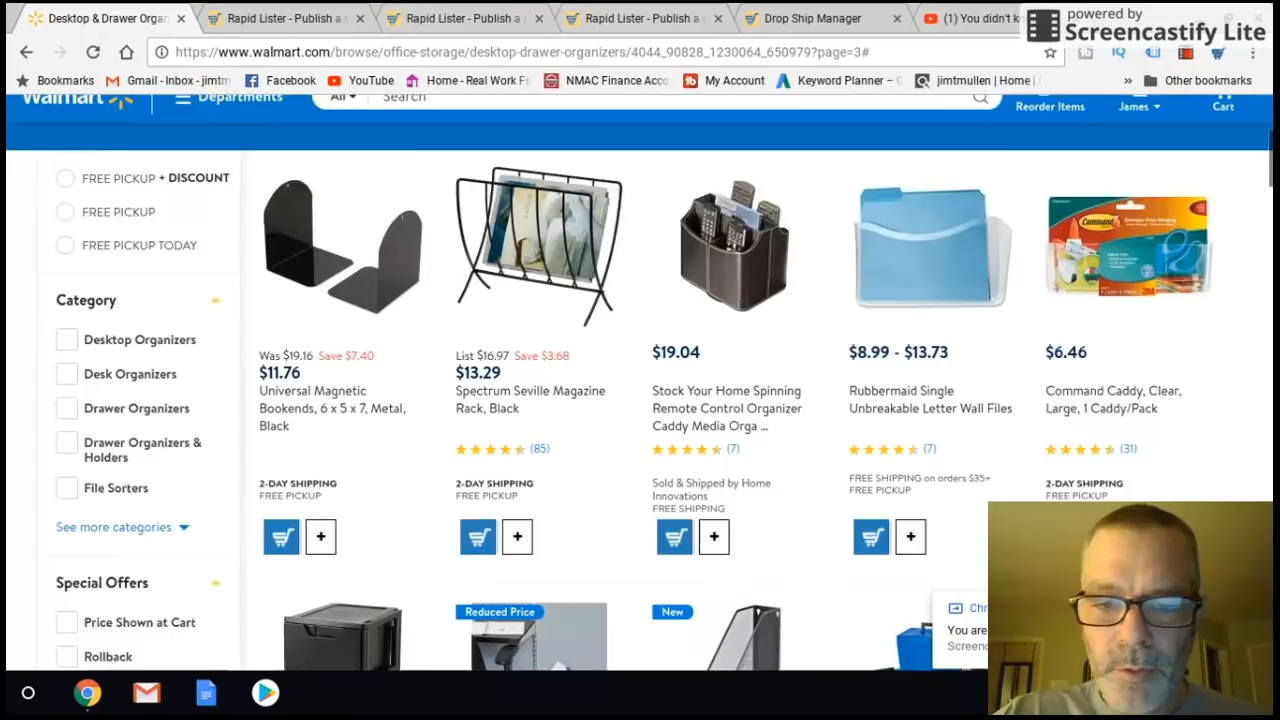 Desktop & Drawer Organ
Rapid Lister - Publish a
Rapid Lister - Publish a
Rapid Lister - Publish a
Drop Ship Manager
(1) You didn't kn
powered by
Screencastify Lite
https://www.walmart.com/browse/office-storage/desktop-drawer-organizers/4044_90828_1230064_650979?page=3#
Bookmarks
Gmail - Inbox - jimtm
Facebook
YouTube
Home - Real Work Fr
NMAC Finance Acco
My Account
Keyword Planner –
jimtmullen | Home |
»
Other bookmarks
Walmart
Departments
All
Search
Reorder Items
James
Cart
FREE PICKUP + DISCOUNT
FREE PICKUP
FREE PICKUP TODAY
Category
Desktop Organizers
Desk Organizers
Drawer Organizers
Drawer Organizers &
Holders
File Sorters
See more categories
Special Offers
Price Shown at Cart
Rollback
Was $19.16 Save $7.40
$11.76
Universal Magnetic
Bookends, 6 x 5 x 7, Metal,
Black
2-DAY SHIPPING
FREE PICKUP
+
List $16.97 Save $3.68
$13.29
Spectrum Seville Magazine
Rack, Black
(85)
2-DAY SHIPPING
FREE PICKUP
+
$19.04
Stock Your Home Spinning
Remote Control Organizer
Caddy Media Orga ...
(7)
Sold & Shipped by Home
Innovations
FREE SHIPPING
+
$8.99 - $13.73
Rubbermaid Single
Unbreakable Letter Wall Files
(7)
FREE SHIPPING on orders $35+
FREE PICKUP
+
Command
$6.46
Command Caddy, Clear,
Large, 1 Caddy/Pack
(31)
2-DAY SHIPPING
FREE PICKUP
Reduced Price
New
Chr
You are
Screenc